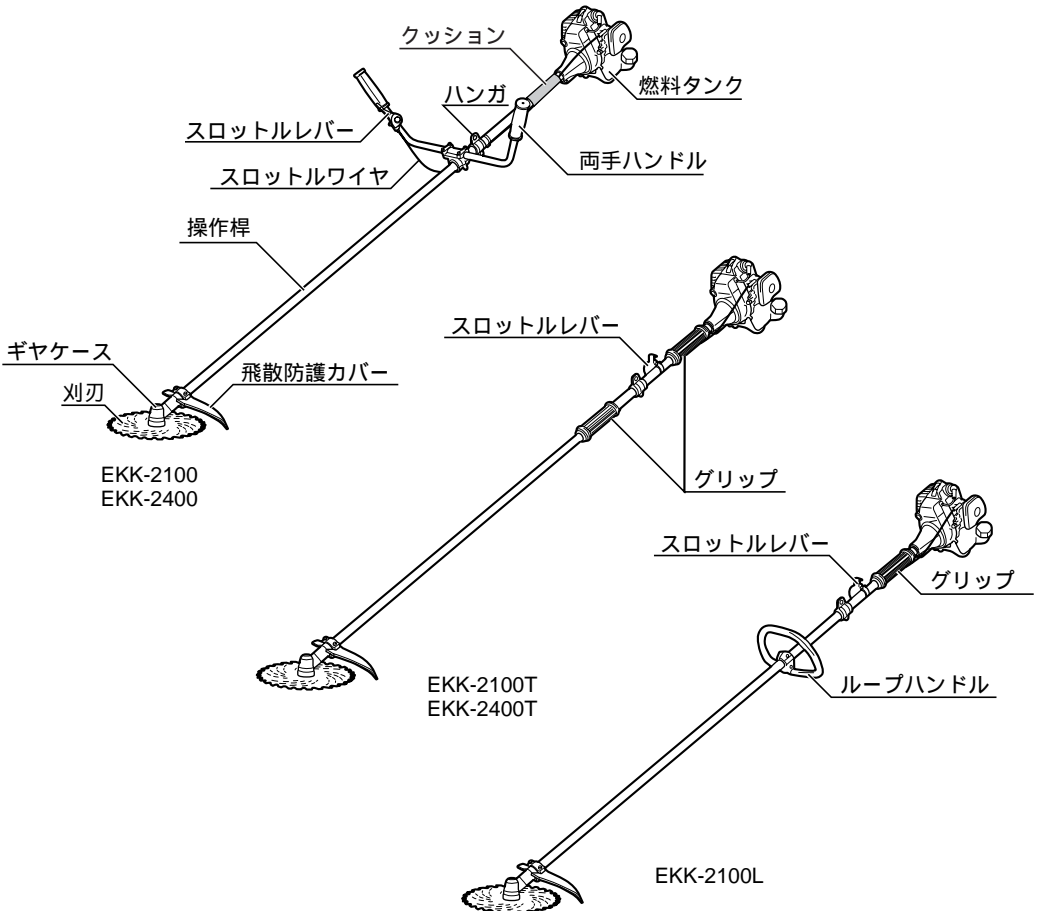 クッション
燃料タンク
ハンガ
スロットルレバー
両手ハンドル
スロットルワイヤ
操作桿
ギヤケース
飛散防護カバー
刈刃
EKK-2100
EKK-2400
スロットルレバー
グリップ
EKK-2100T
EKK-2400T
スロットルレバー
グリップ
ループハンドル
EKK-2100L